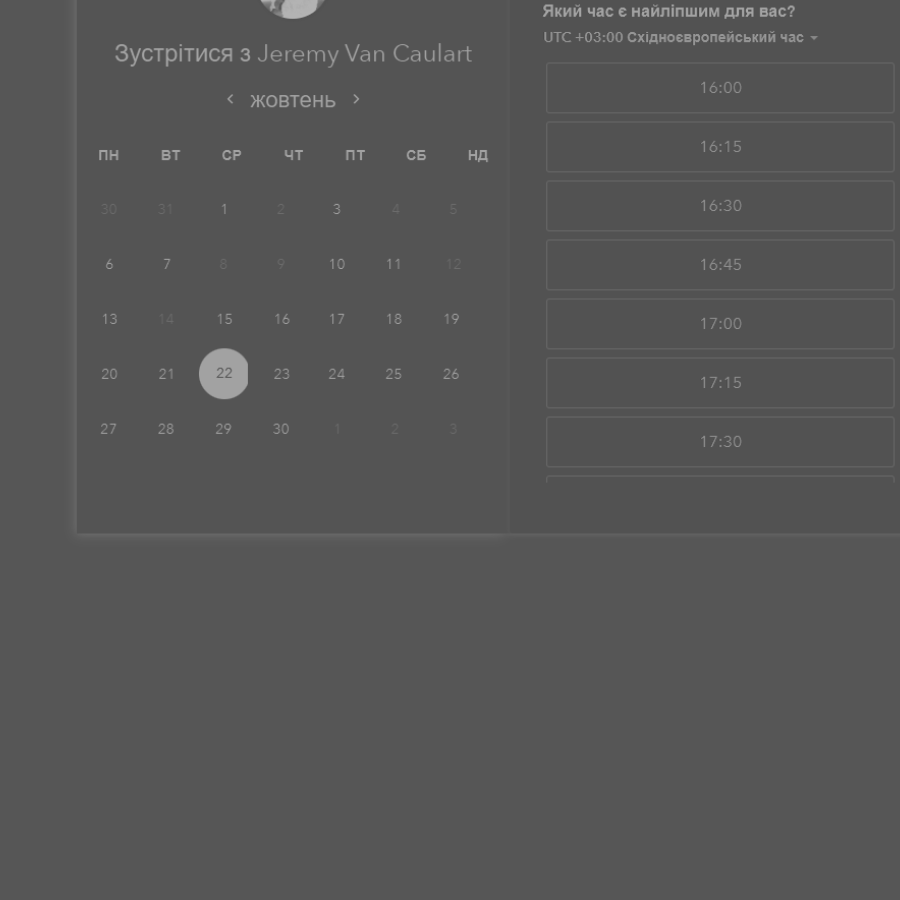 Зустрітися з Jeremy Van Caulart
жовтень
ПН ВТ СР ЧТ ПТ СБ НД
30 31 1 2 3 4 5
6 7 8 9 10 11 12
13 14 15 16 17 18 19
20 21 22 23 24 25 26
27 28 29 30 1 2 3
Який час є найліпшим для вас?
UTC +03:00 Східноєвропейський час
16:00
16:15
16:30
16:45
17:00
17:15
17:30